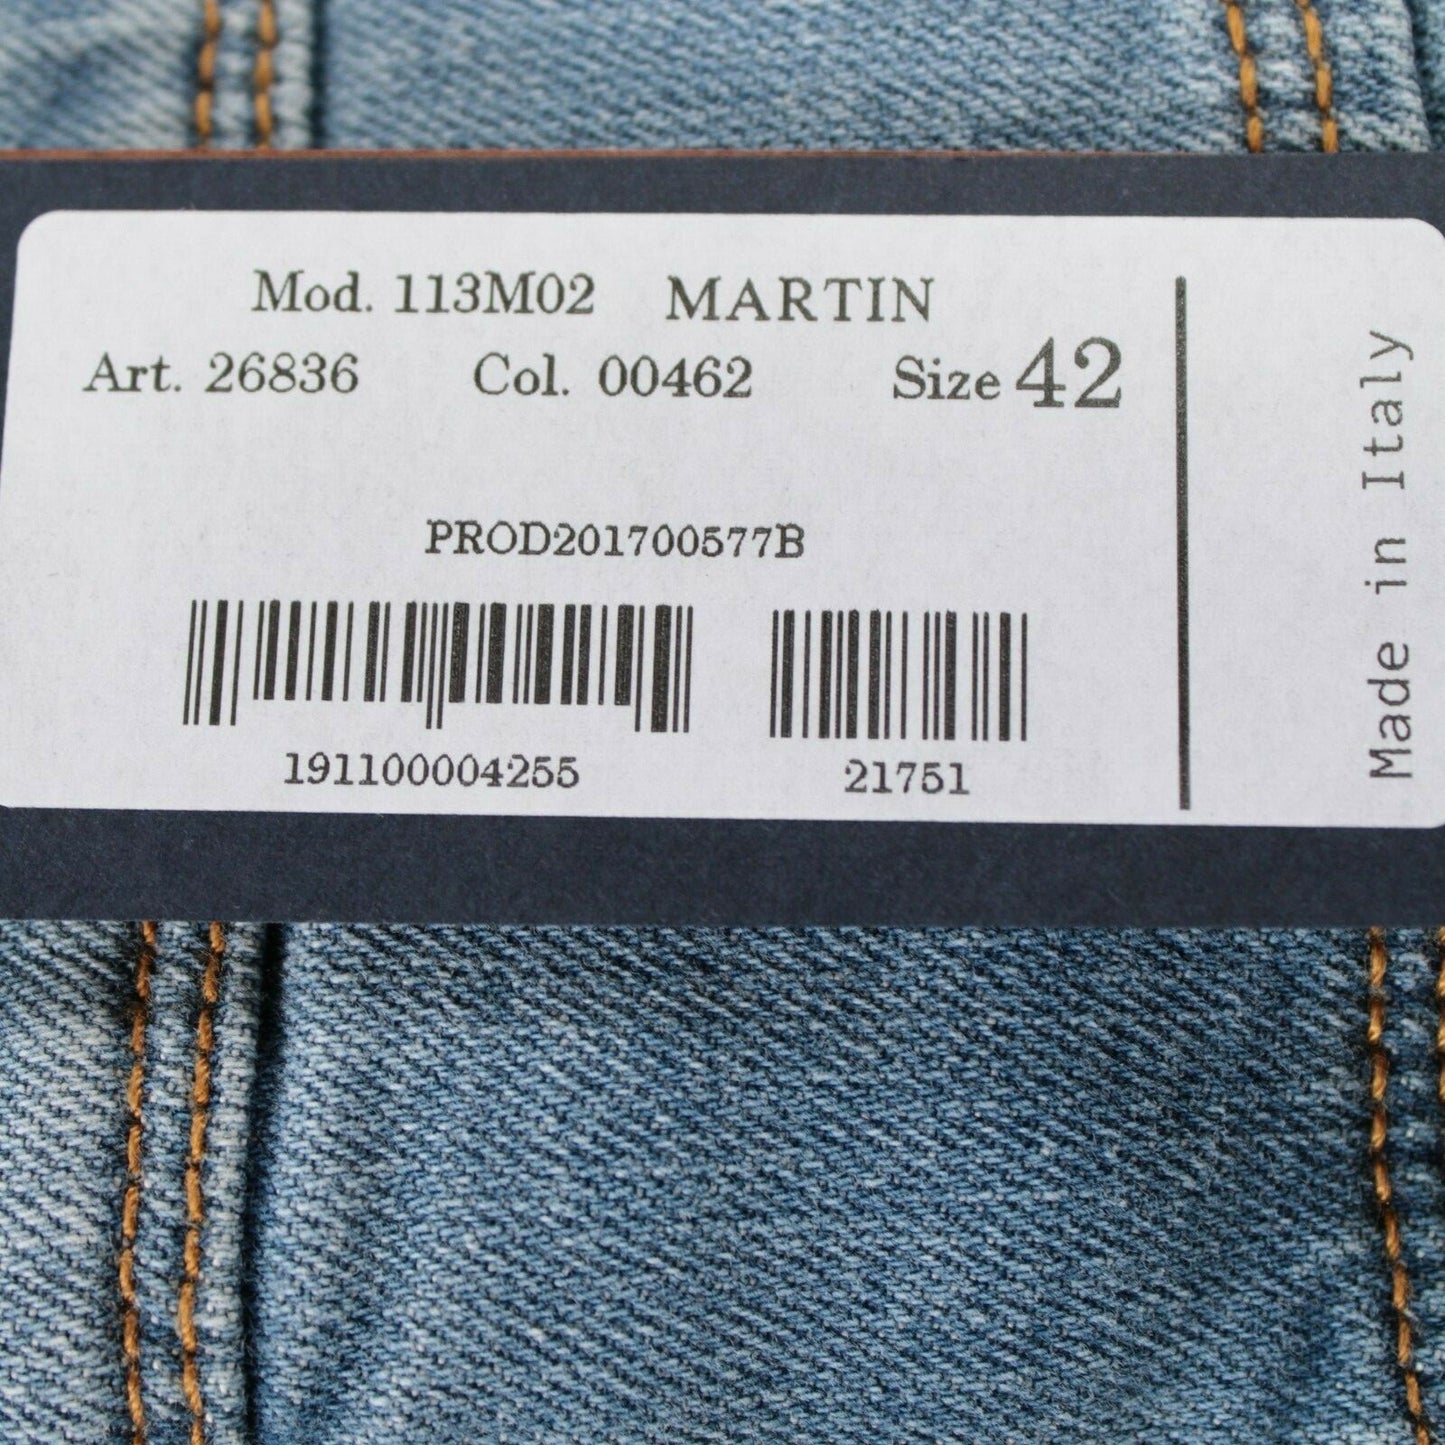 Mod. 113M02 MARTIN
Art. 26836 Col. 00462 Size 42
PROD201700577B
191100004255 21751
Made in Italy